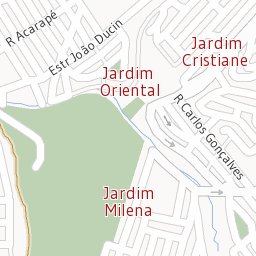 R Acarapé
Estr João Ducin
Jardim
Cristiane
Jardim
Oriental
R Carlos Gonçalves
Jardim
Milena